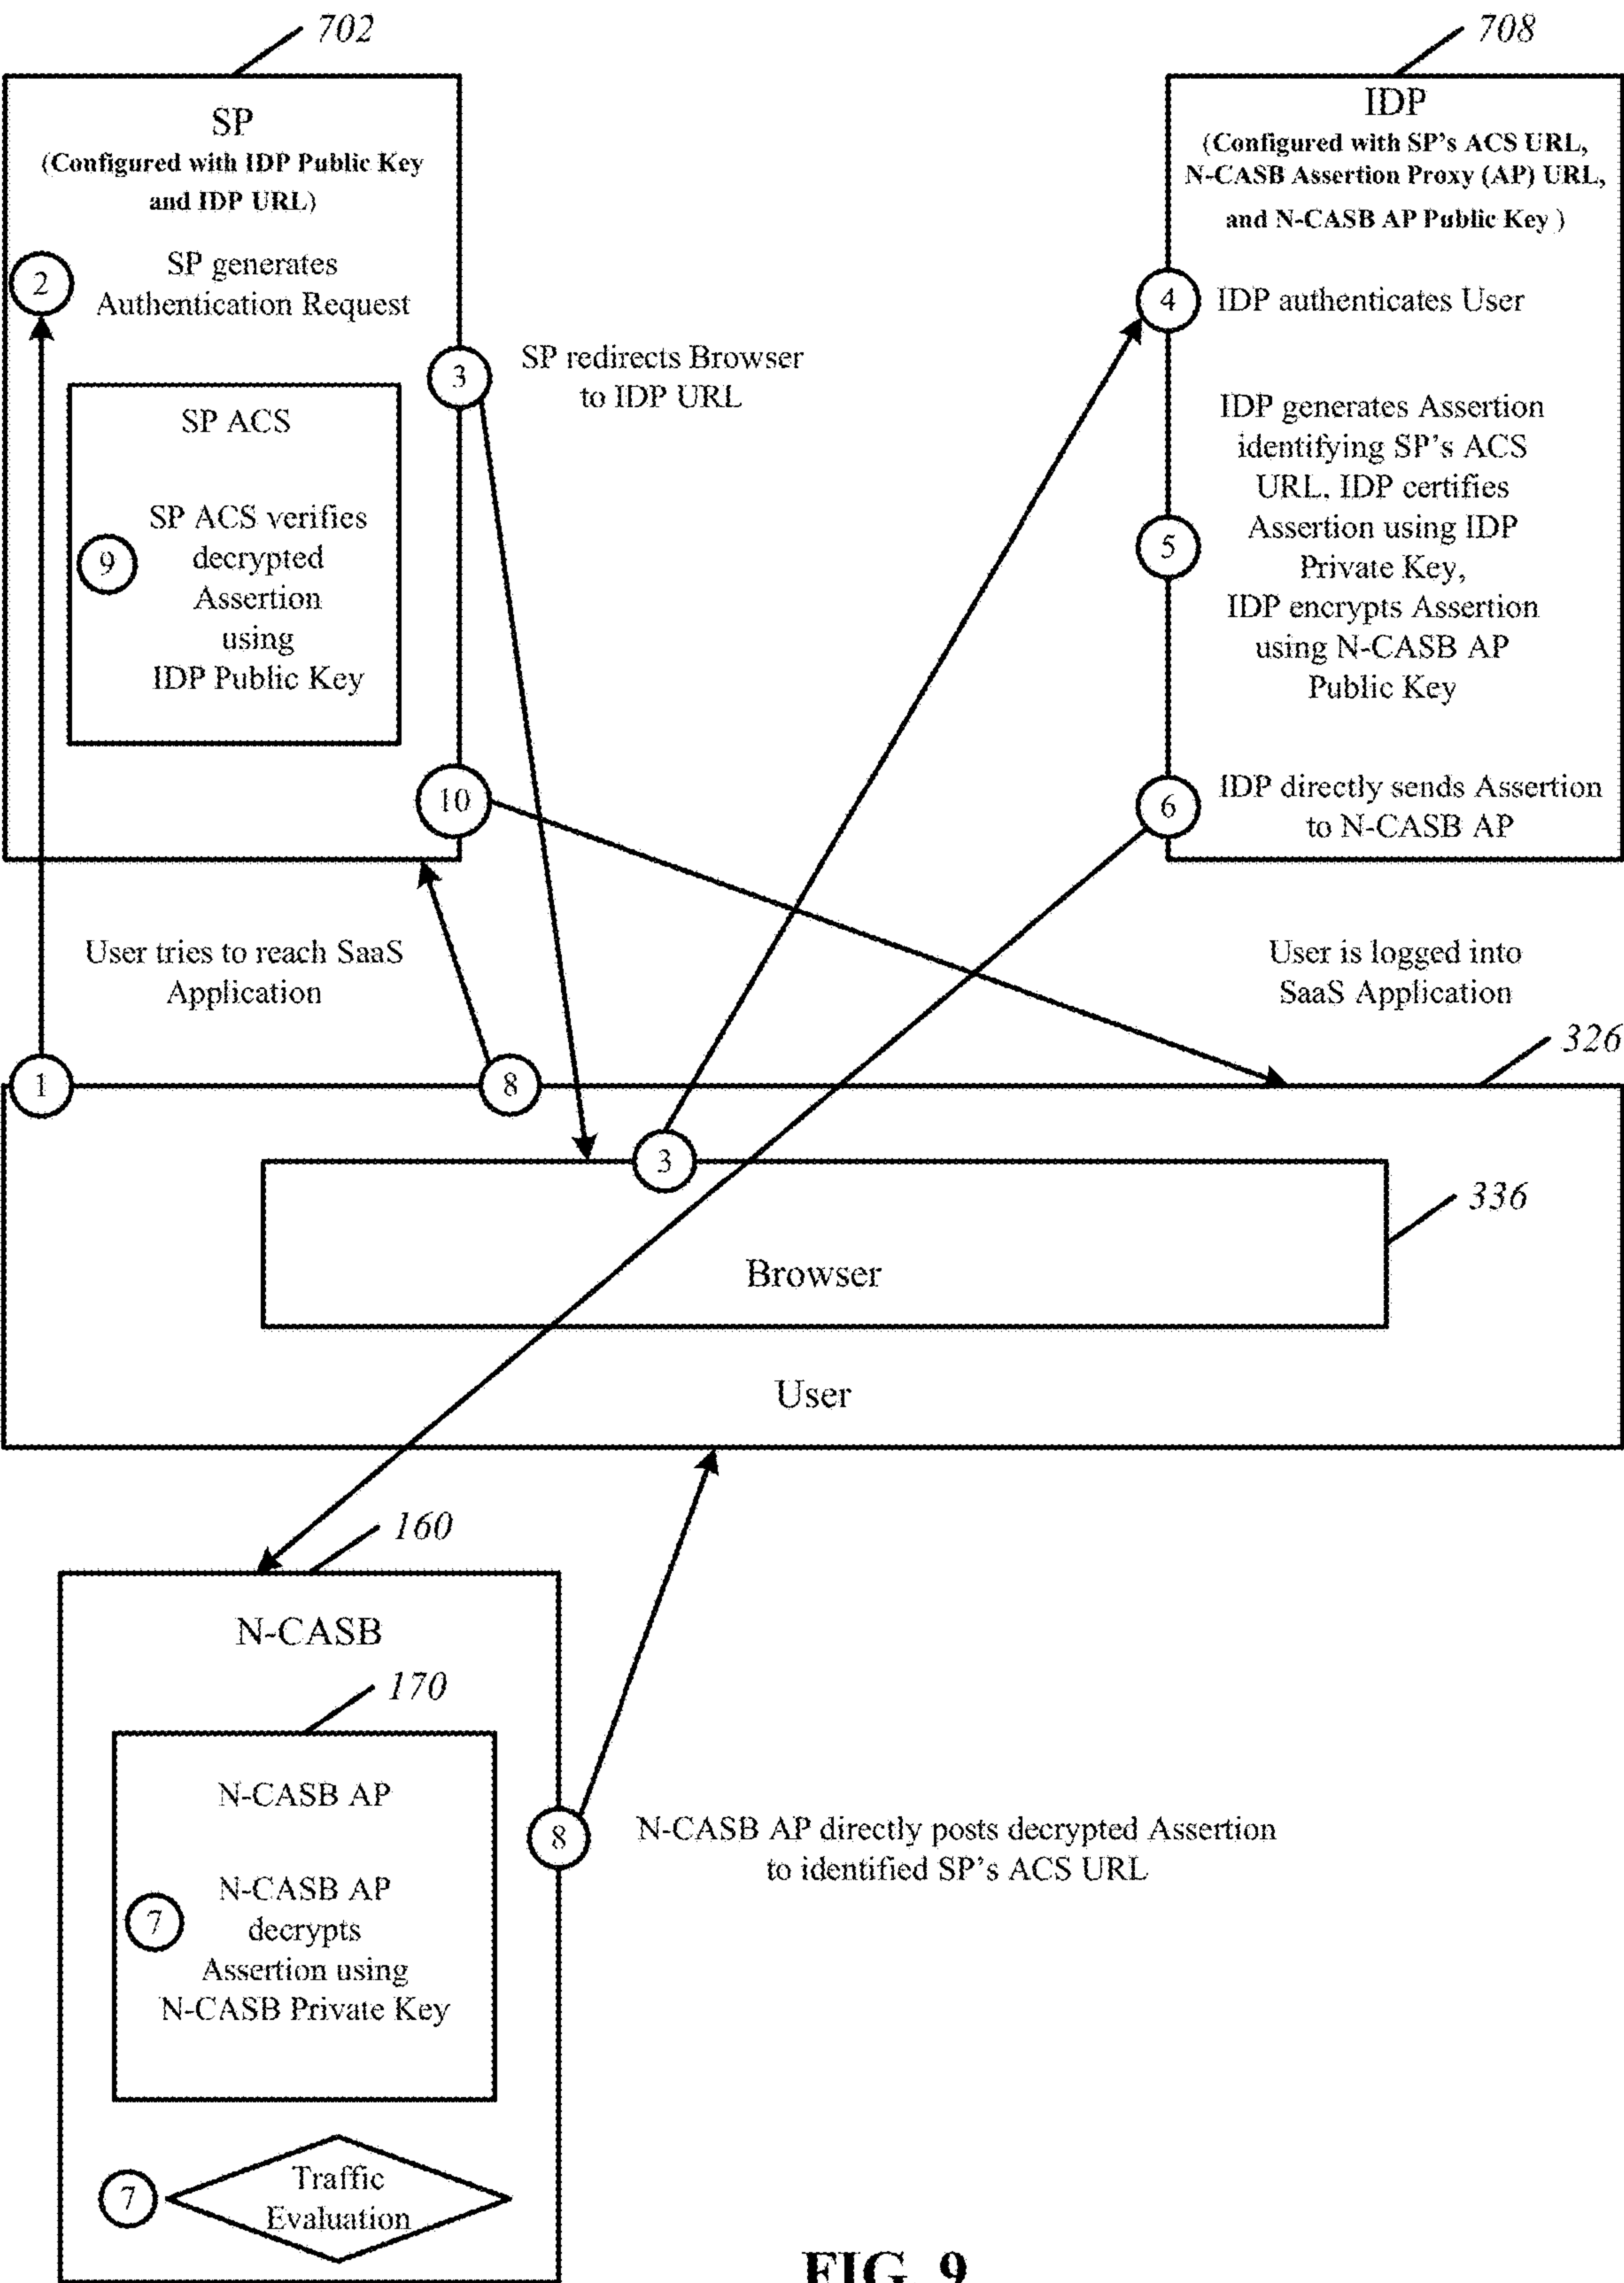 702
708
SP
(Configured with IDP Public Key
and IDP URL)
2
SP generates
Authentication Request
3
SP redirects Browser
to IDP URL
SP ACS
9
SP ACS verifies
decrypted
Assertion
using
IDP Public Key
10
IDP
(Configured with SP's ACS URL,
N-CASB Assertion Proxy (AP) URL,
and N-CASB AP Public Key )
4
IDP authenticates User
5
IDP generates Assertion
identifying SP's ACS
URL, IDP certifies
Assertion using IDP
Private Key,
IDP encrypts Assertion
using N-CASB AP
Public Key
6
IDP directly sends Assertion
to N-CASB AP
User tries to reach SaaS
Application
User is logged into
SaaS Application
326
1
8
3
336
Browser
User
160
N-CASB
170
N-CASB AP
7
N-CASB AP
decrypts
Assertion using
N-CASB Private Key
8
N-CASB AP directly posts decrypted Assertion
to identified SP's ACS URL
7
Traffic
Evaluation
FIG. 9